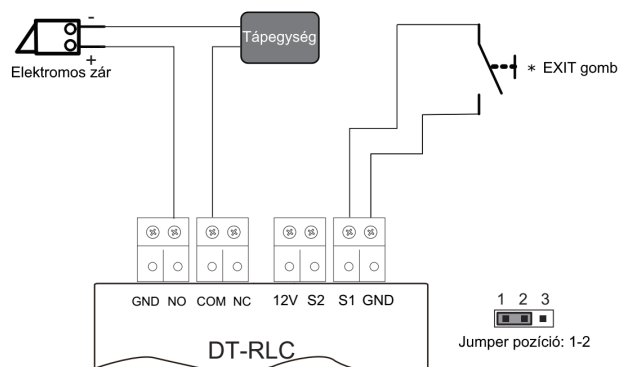 -
Tápegység
+
Elektromos zár
* EXIT gomb
GND NO COM NC 12V S2 S1 GND
1 2 3
DT-RLC
Jumper pozíció: 1-2